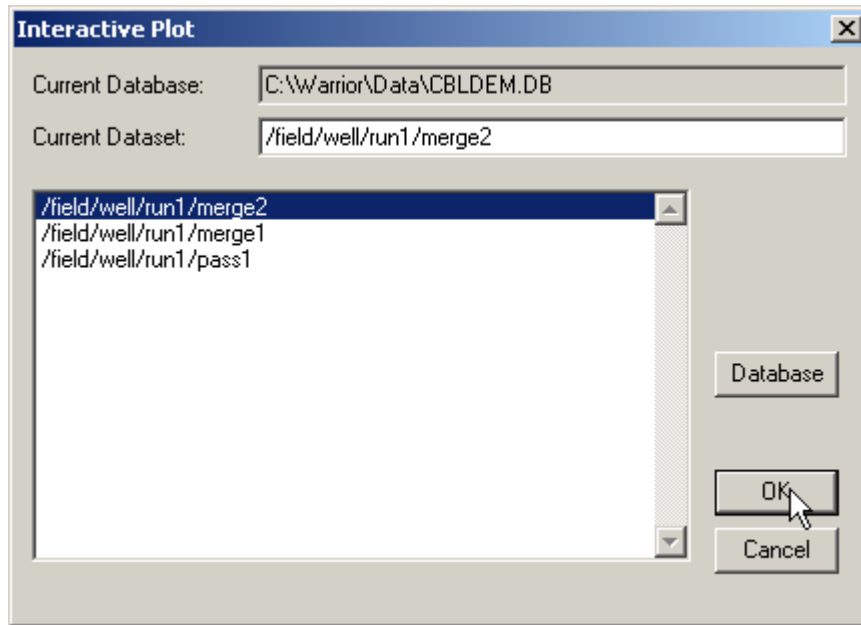 Interactive Plot
Current Database: C:\Warrior\Data\CBLDEM.DB
Current Dataset: /field/well/run1/merge2
/field/well/run1/merge2
/field/well/run1/merge1
/field/well/run1/pass1
Database
OK
Cancel